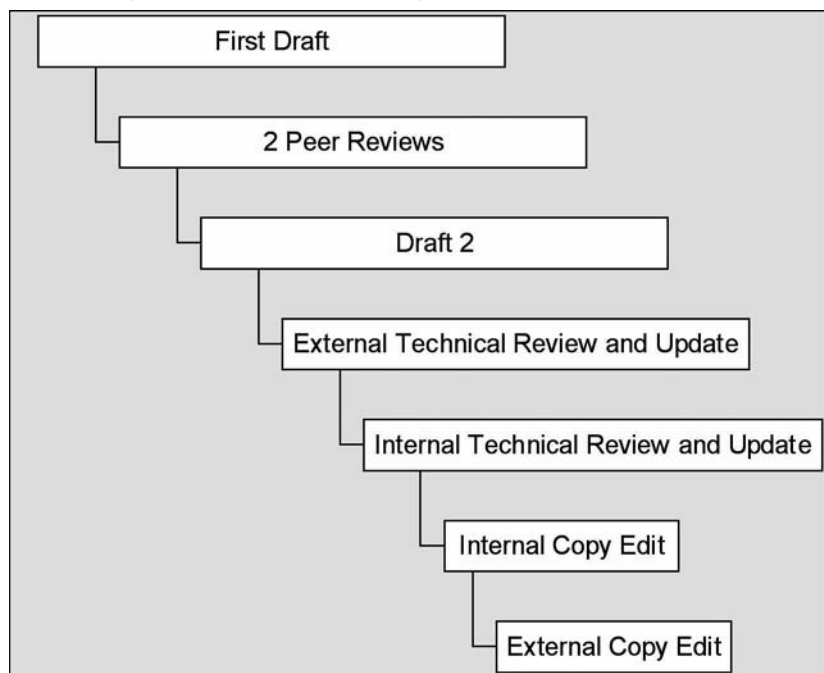 First Draft
2 Peer Reviews
Draft 2
External Technical Review and Update
Internal Technical Review and Update
Internal Copy Edit
External Copy Edit